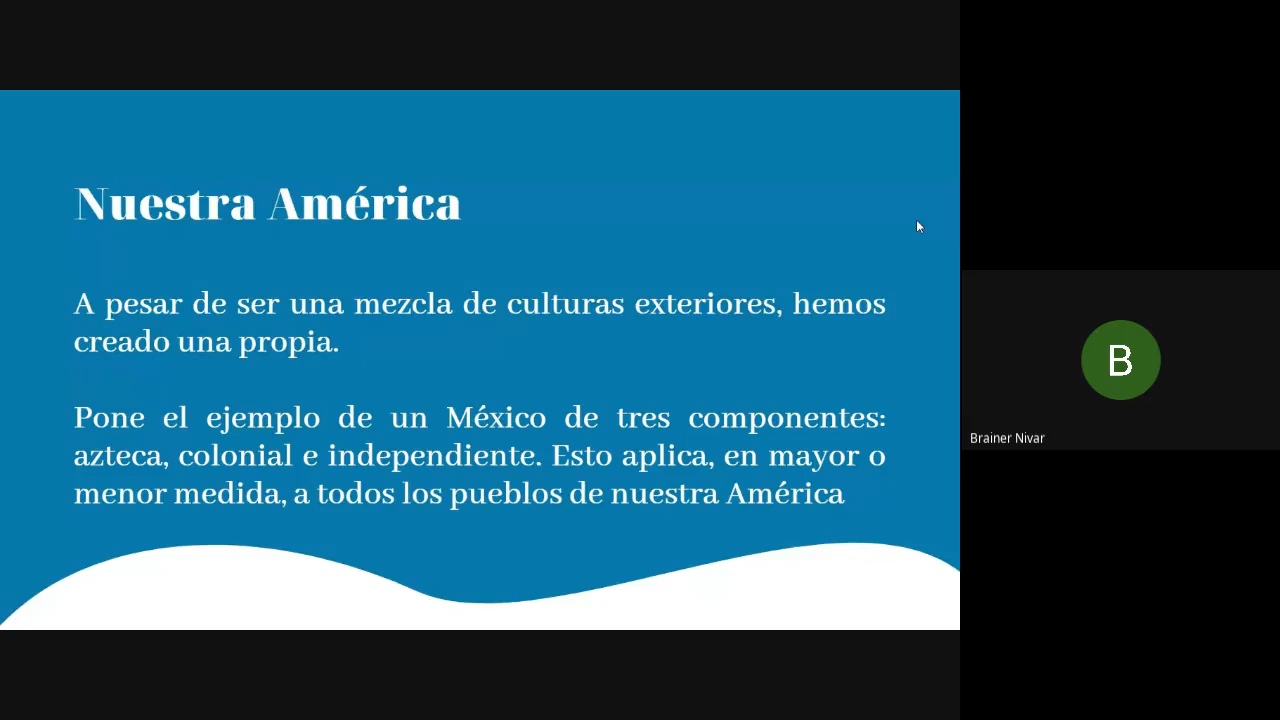 Nuestra América
A pesar de ser una mezcla de culturas exteriores, hemos
creado una propia.
Pone el ejemplo de un México de tres componentes:
azteca, colonial e independiente. Esto aplica, en mayor o
menor medida, a todos los pueblos de nuestra América
B
Brainer Nivar